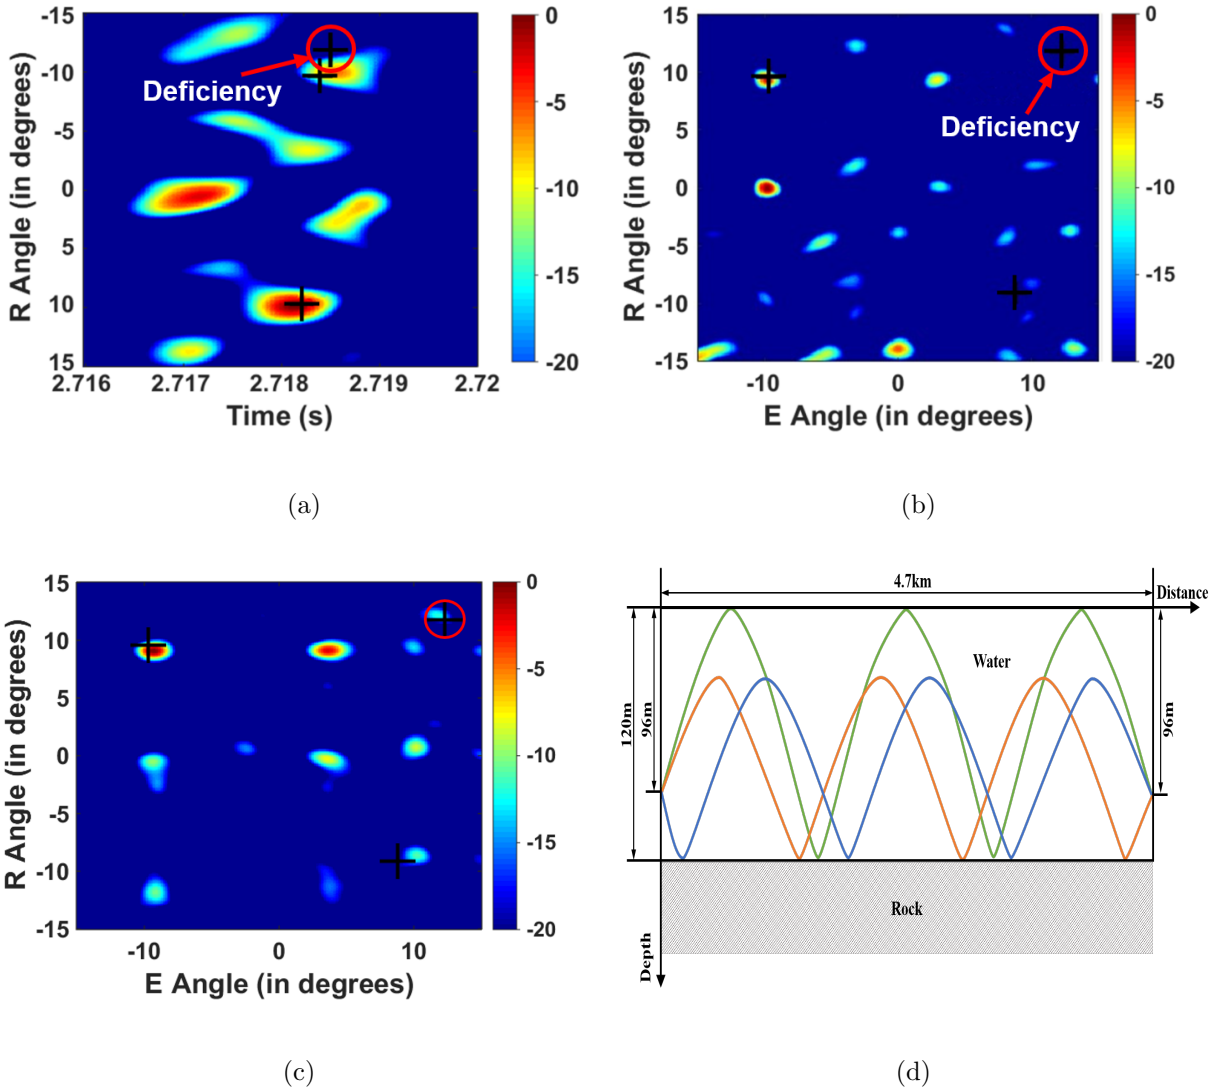 -15
-10
-5
0
5
10
15
R Angle (in degrees)
Deficiency
2.716
2.717
2.718
2.719
2.72
Time (s)
0
-5
-10
-15
-20
(a)
15
10
5
0
-5
-10
-15
R Angle (in degrees)
Deficiency
-10
0
10
E Angle (in degrees)
0
-5
-10
-15
-20
(b)
15
10
5
0
-5
-10
-15
R Angle (in degrees)
-10
0
10
E Angle (in degrees)
0
-5
-10
-15
-20
(c)
4.7km
Distance
Water
120m
96m
96m
Rock
Depth
(d)